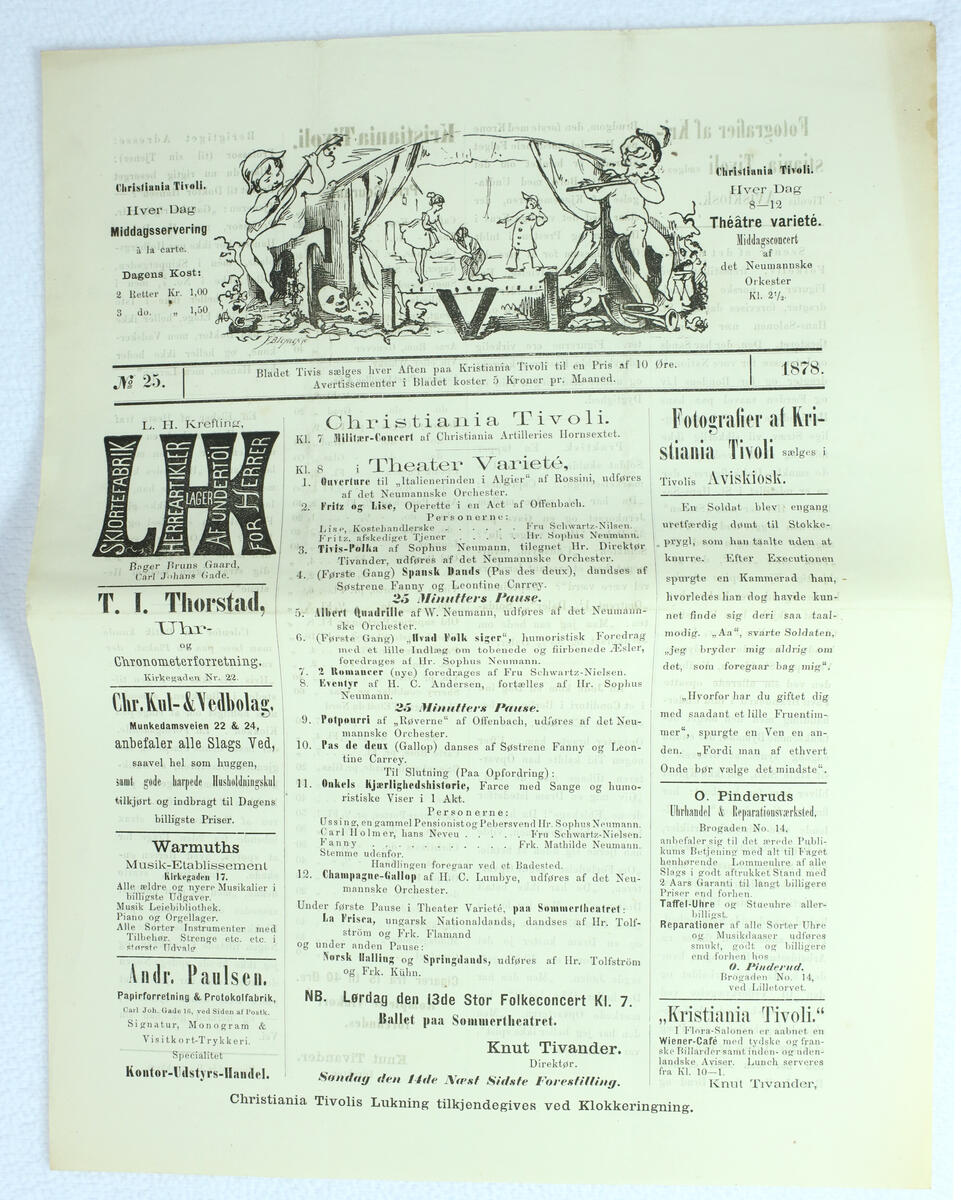 Christiania Tivoli.
Hver Dag
Middagsservering
à la carte.
Dagens Kost:
2 Retter Kr. 1,00
3 do. „ 1,50
TIVIS
Christiania Tivoli.
Hver Dag
8—12
Théâtre varieté.
Middagsconcert
af
det Neumannske
Orkester
Kl. 2½.
№ 25.
Bladet Tivis sælges hver Aften paa Kristiania Tivoli til en Pris af 10 Øre.
Avertissementer i Bladet koster 5 Kroner pr. Maaned.
1878.
L. H. Krefting,
LHK
SKJORTEFABRIK
HERREARTIKLER
LAGER
AF UNDERTÖI
FOR HERRER
Bager Bruns Gaard,
Carl Johans Gade.
T. I. Thorstad,
Uhr-
og
Chronometerforretning.
Kirkegaden Nr. 22.
Chr. Kul- & Vedbolag,
Munkedamsveien 22 & 24,
anbefaler alle Slags Ved,
saavel hel som huggen,
samt gode harpede Husholdningskul
tilkjørt og indbragt til Dagens
billigste Priser.
Warmuths
Musik-Etablissement
Kirkegaden 17.
Alle ældre og nyere Musikalier i
billigste Udgaver.
Musik Leiebibliothek.
Piano og Orgellager.
Alle Sorter Instrumenter med
Tilbehør. Strenge etc. etc. i
største Udvalg
Andr. Paulsen,
Papirforretning & Protokolfabrik,
Carl Joh. Gade 16, ved Siden af Postk.
Signatur, Monogram &
Visitkort-Trykkeri.
Specialitet
Kontor-Udstyrs-Handel.
Christiania Tivoli.
Kl. 7 Militær-Concert af Christiania Artilleries Hornsextet.
Kl. 8 i Theater Varieté,
1. Ouverture til „Italienerinden i Algier“ af Rossini, udføres
af det Neumannske Orchester.
2. Fritz og Lise, Operette i en Act af Offenbach.
Personerne:
Lise, Kostehandlerske . . . . . . Fru Schwartz-Nilsen.
Fritz, afskediget Tjener . . . . . Hr. Sophus Neumann.
3. Tivis-Polka af Sophus Neumann, tilegnet Hr. Direktør
Tivander, udføres af det Neumannske Orchester.
4. (Første Gang) Spansk Dands (Pas des deux), dandses af
Søstrene Fanny og Leontine Carrey.
25 Minutters Pause.
5. Albert Quadrille af W. Neumann, udføres af det Neumann-
ske Orchester.
6. (Første Gang) „Hvad Folk siger“, humoristisk Foredrag
med et lille Indlæg om tobenede og fiirbenede Æsler,
foredrages af Hr. Sophus Neumann.
7. 2 Romancer (nye) foredrages af Fru Schwartz-Nielsen.
8. Eventyr af H. C. Andersen, fortælles af Hr. Sophus
Neumann.
25 Minutters Pause.
9. Potpourri af „Røverne“ af Offenbach, udføres af det Neu-
mannske Orchester.
10. Pas de deux (Gallop) danses af Søstrene Fanny og Leon-
tine Carrey.
Til Slutning (Paa Opfordring):
11. Onkels Kjærlighedshistorie, Farce med Sange og humo-
ristiske Viser i 1 Akt.
Personerne:
Ussing, en gammel Pensionist og Pebersvend Hr. Sophus Neumann.
Carl Holmer, hans Neveu . . . . . Fru Schwartz-Nielsen.
Fanny . . . . . . . . . . Frk. Mathilde Neumann.
Stemme udenfor.
Handlingen foregaar ved et Badested.
12. Champagne-Gallop af H. C. Lumbye, udføres af det Neu-
mannske Orchester.
Under første Pause i Theater Varieté, paa Sommertheatret:
La Frisca, ungarsk Nationaldands, dandses af Hr. Tolf-
ström og Frk. Flamand
og under anden Pause:
Norsk Halling og Springdands, udføres af Hr. Tolfström
og Frk. Kühn.
NB. Lørdag den 13de Stor Folkeconcert Kl. 7.
Ballet paa Sommertheatret.
Knut Tivander.
Direktør.
Søndag den 14de Næst Sidste Forestilling.
Fotografier af Kri-
stiania Tivoli sælges i
Tivolis Aviskiosk.
En Soldat blev engang
uretfærdig dømt til Stokke-
prygl, som han taalte uden at
knurre. Efter Executionen
spurgte en Kammerad ham,
hvorledes han dog havde kun-
net finde sig deri saa taal-
modig. „Aa“, svarte Soldaten,
„jeg bryder mig aldrig om
det, som foregaar bag mig“.
„Hvorfor har du giftet dig
med saadant et lille Fruentim-
mer“, spurgte en Ven en an-
den. „Fordi man af ethvert
Onde bør vælge det mindste“.
O. Pinderuds
Uhrhandel & Reparationsværksted,
Brogaden No. 14,
anbefaler sig til det ærede Publi-
kums Betjening med alt til Faget
henhørende. Lommeuhre af alle
Slags i godt aftrukket Stand med
2 Aars Garanti til langt billigere
Priser end forhen.
Taffel-Uhre og Stueuhre aller-
billigst.
Reparationer af alle Sorter Uhre
og Musikdaaser udføres
smukt, godt og billigere
end forhen hos
O. Pinderud.
Brogaden No. 14,
ved Lilletorvet.
„Kristiania Tivoli.“
I Flora-Salonen er aabnet en
Wiener-Café med tydske og fran-
ske Billarder samt inden- og uden-
landske Aviser. Lunch serveres
fra Kl. 10—1.
Knut Tivander,
Christiania Tivolis Lukning tilkjendegives ved Klokkeringning.